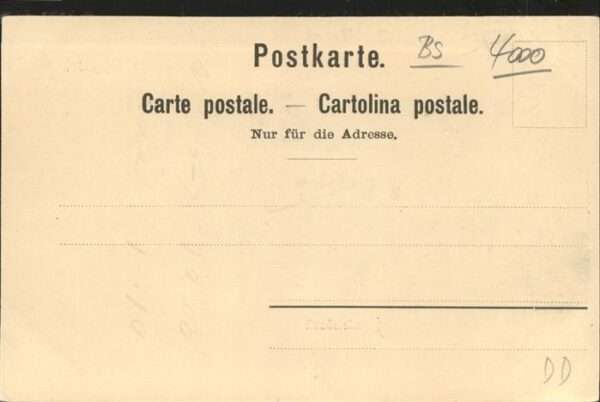 Postkarte. BS 4000
Carte postale. — Cartolina postale.
Nur für die Adresse.
DD